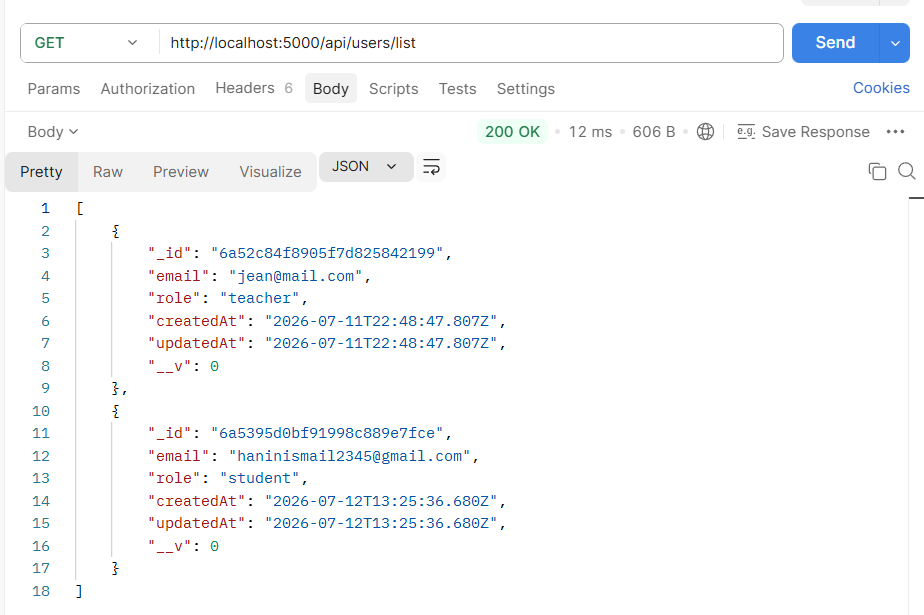 GET http://localhost:5000/api/users/list Send
Params Authorization Headers 6 Body Scripts Tests Settings Cookies
Body 200 OK • 12 ms • 606 B • e.g. Save Response
Pretty Raw Preview Visualize JSON
1 [
2 {
3 "_id": "6a52c84f8905f7d825842199",
4 "email": "jean@mail.com",
5 "role": "teacher",
6 "createdAt": "2026-07-11T22:48:47.807Z",
7 "updatedAt": "2026-07-11T22:48:47.807Z",
8 "__v": 0
9 },
10 {
11 "_id": "6a5395d0bf91998c889e7fce",
12 "email": "haninismail2345@gmail.com",
13 "role": "student",
14 "createdAt": "2026-07-12T13:25:36.680Z",
15 "updatedAt": "2026-07-12T13:25:36.680Z",
16 "__v": 0
17 }
18 ]